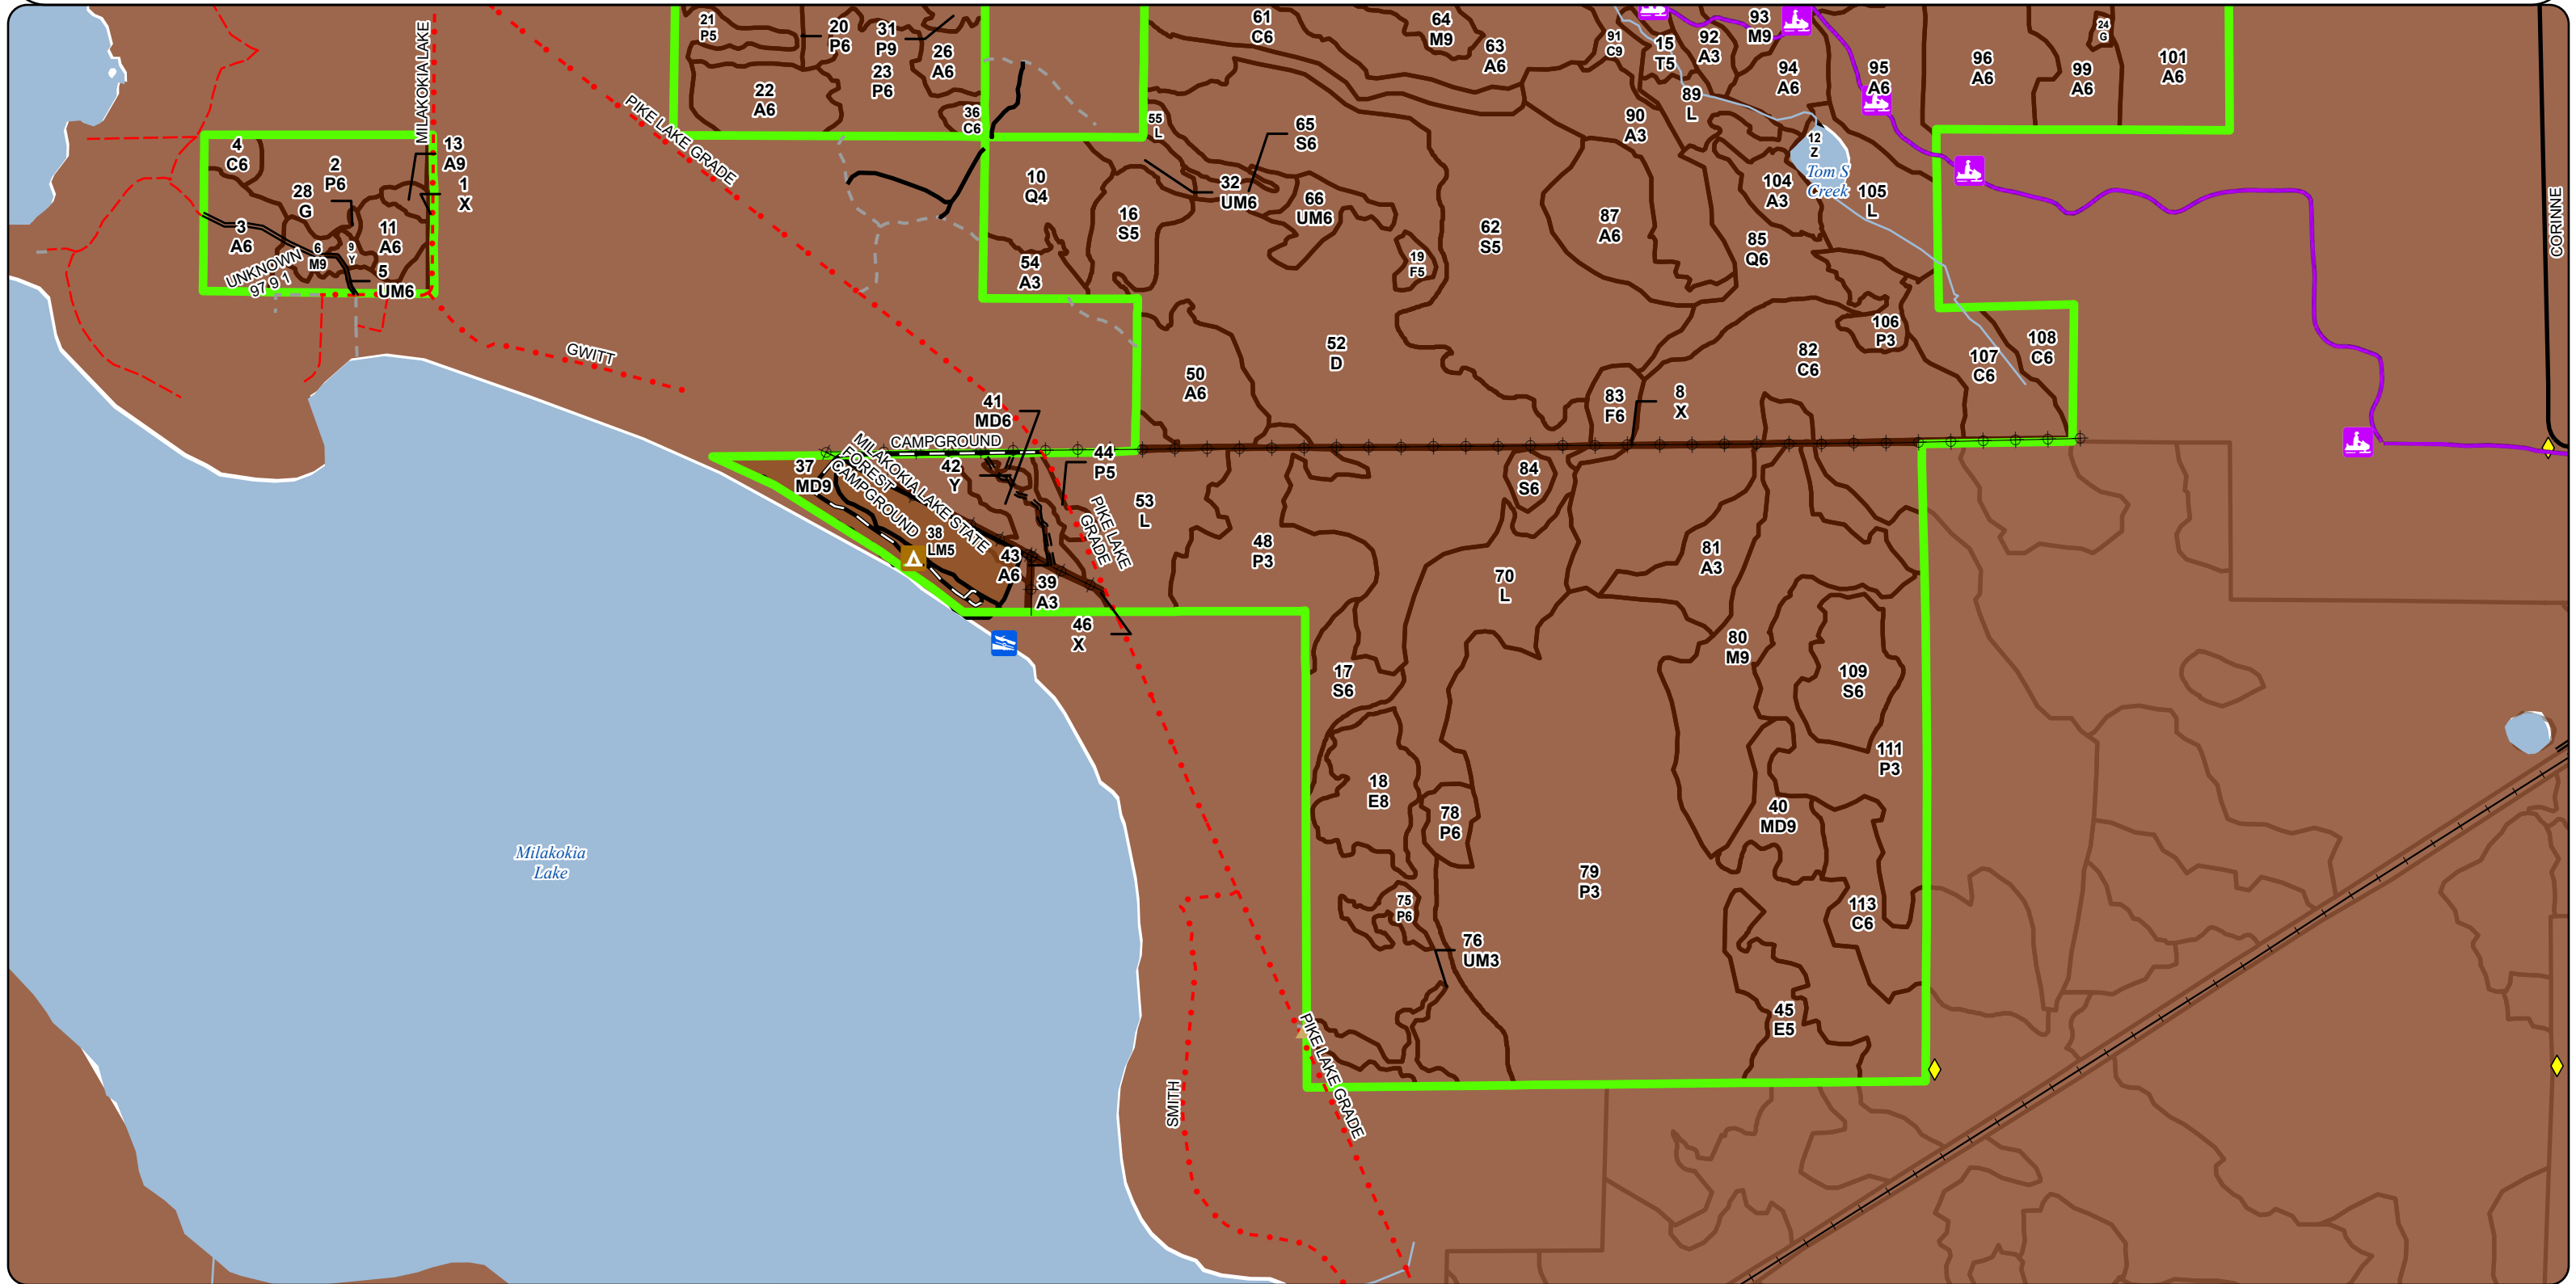 21
P5
20
P6
31
P9
26
A6
23
P6
22
A6
36
C6
61
C6
64
M9
63
A6
91
C9
15
T5
92
A3
93
M9
94
A6
95
A6
96
A6
24
G
99
A6
101
A6
MILAKOKIA LAKE
PIKE LAKE GRADE
CORINNE
4
C6
2
P6
28
G
13
A9
1
X
3
A6
6
M9
9
Y
11
A6
5
UM6
UNKNOWN
97 9 1
GWITT
55
L
65
S6
32
UM6
66
UM6
10
Q4
16
S5
54
A3
19
F5
62
S5
90
A3
89
L
12
Z
Tom S
Creek
104
A3
105
L
87
A6
85
Q6
106
P3
108
C6
107
C6
82
C6
52
D
50
A6
83
F6
8
X
41
MD6
CAMPGROUND
44
P5
37
MD9
42
Y
MILAKOKIA LAKE STATE
FOREST
CAMPGROUND
38
LM5
43
A6
39
A3
PIKE LAKE
GRADE
46
X
53
L
48
P3
84
S6
70
L
81
A3
80
M9
17
S6
109
S6
111
P3
18
E8
78
P6
40
MD9
79
P3
75
P6
113
C6
76
UM3
45
E5
Milakokia
Lake
SMITH
PIKE LAKE GRADE